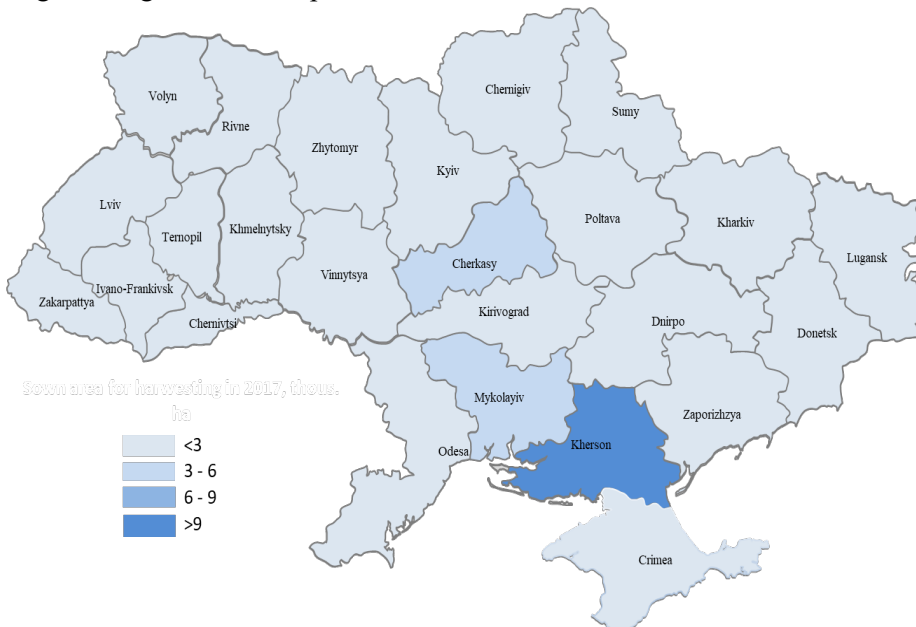 Chernigiv
Volyn
Sumy
Rivne
Zhytomyr
Kyiv
Lviv
Poltava
Kharkiv
Ternopil
Khmelnytsky
Lugansk
Cherkasy
Vinnytsya
Ivano-Frankivsk
Zakarpattya
Kirivograd
Chernivtsi
Dnirpo
Donetsk
Sown area for harvesting in 2017, thous.
ha
Mykolayiv
Zaporizhzya
<3
Kherson
Odesa
3 - 6
6 - 9
>9
Crimea